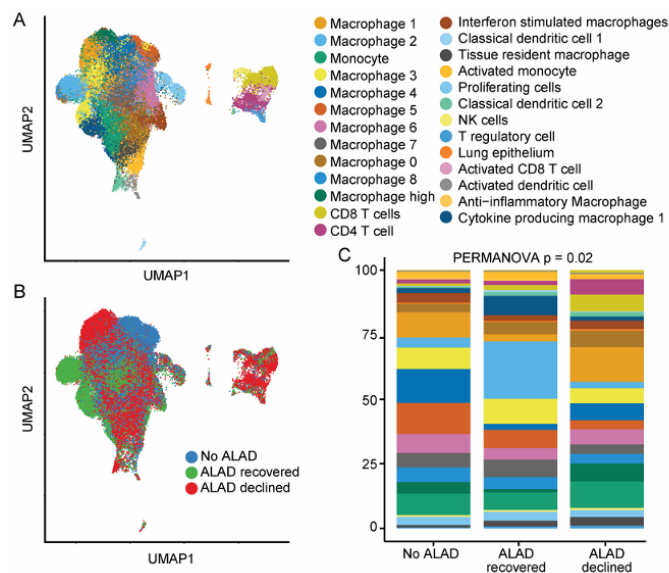 A
UMAP2
UMAP1
Macrophage 1
Macrophage 2
Monocyte
Macrophage 3
Macrophage 4
Macrophage 5
Macrophage 6
Macrophage 7
Macrophage 0
Macrophage 8
Macrophage high
CD8 T cells
CD4 T cell
Interferon stimulated macrophages
Classical dendritic cell 1
Tissue resident macrophage
Activated monocyte
Proliferating cells
Classical dendritic cell 2
NK cells
T regulatory cell
Lung epithelium
Activated CD8 T cell
Activated dendritic cell
Anti−inflammatory Macrophage
Cytokine producing macrophage 1
B
UMAP2
No ALAD
ALAD recovered
ALAD declined
UMAP1
C
PERMANOVA p = 0.02
100
75
50
25
0
No ALAD
ALAD recovered
ALAD declined